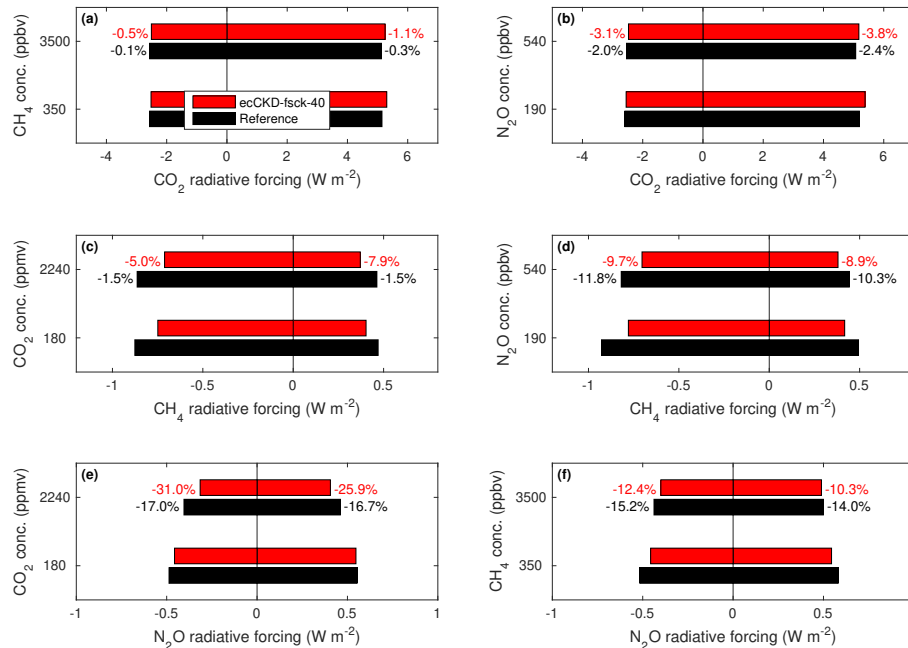 (a)
-0.5%
-1.1%
-0.1%
-0.3%
3500
350
CH4 conc. (ppbv)
ecCKD-fsck-40
Reference
-4 -2 0 2 4 6
CO2 radiative forcing (W m-2)
(b)
-3.1%
-3.8%
-2.0%
-2.4%
540
190
N2O conc. (ppbv)
-4 -2 0 2 4 6
CO2 radiative forcing (W m-2)
(c)
-5.0%
-7.9%
-1.5%
-1.5%
2240
180
CO2 conc. (ppmv)
-1 -0.5 0 0.5
CH4 radiative forcing (W m-2)
(d)
-9.7%
-8.9%
-11.8%
-10.3%
540
190
N2O conc. (ppbv)
-1 -0.5 0 0.5
CH4 radiative forcing (W m-2)
(e)
-31.0%
-25.9%
-17.0%
-16.7%
2240
180
CO2 conc. (ppmv)
-1 -0.5 0 0.5 1
N2O radiative forcing (W m-2)
(f)
-12.4%
-10.3%
-15.2%
-14.0%
3500
350
CH4 conc. (ppbv)
-1 -0.5 0 0.5
N2O radiative forcing (W m-2)